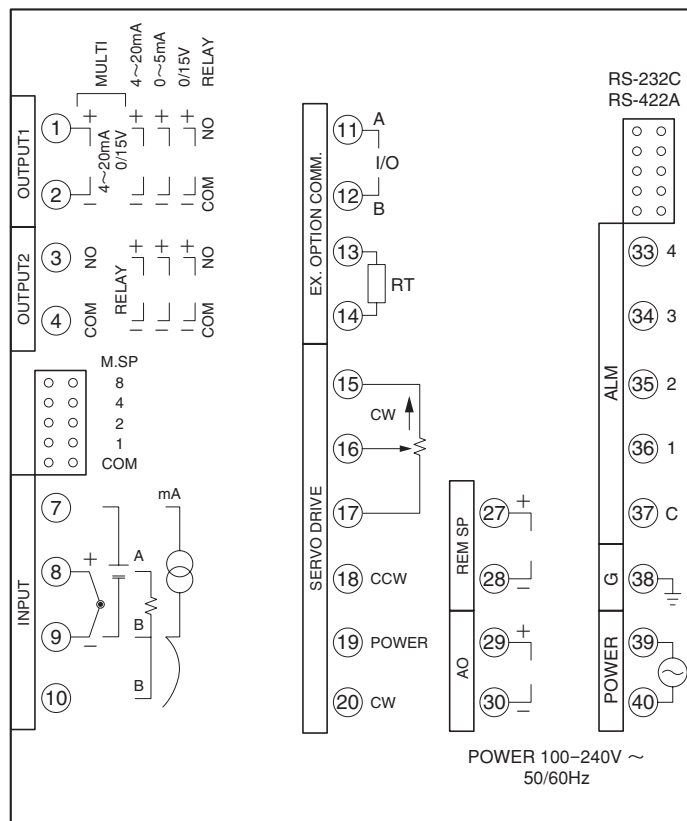 MULTI
4~20mA
0~5mA
0/15V
RELAY
OUTPUT1
1
+
4~20mA
0/15V
+
+
+
NO
2
−
−
−
−
COM
OUTPUT2
3
NO
RELAY
+
+
+
NO
4
COM
−
−
−
COM
M.SP
8
4
2
1
COM
INPUT
7
mA
8
+
A
9
−
B
10
B
EX. OPTION COMM.
11
A
I/O
12
B
13
RT
14
SERVO DRIVE
15
CW
16
17
18 CCW
19 POWER
20 CW
REM SP
27
+
28
−
AO
29
+
30
−
RS-232C
RS-422A
ALM
33 4
34 3
35 2
36 1
37 C
G
38
POWER
39
40
POWER 100−240V ~
50/60Hz